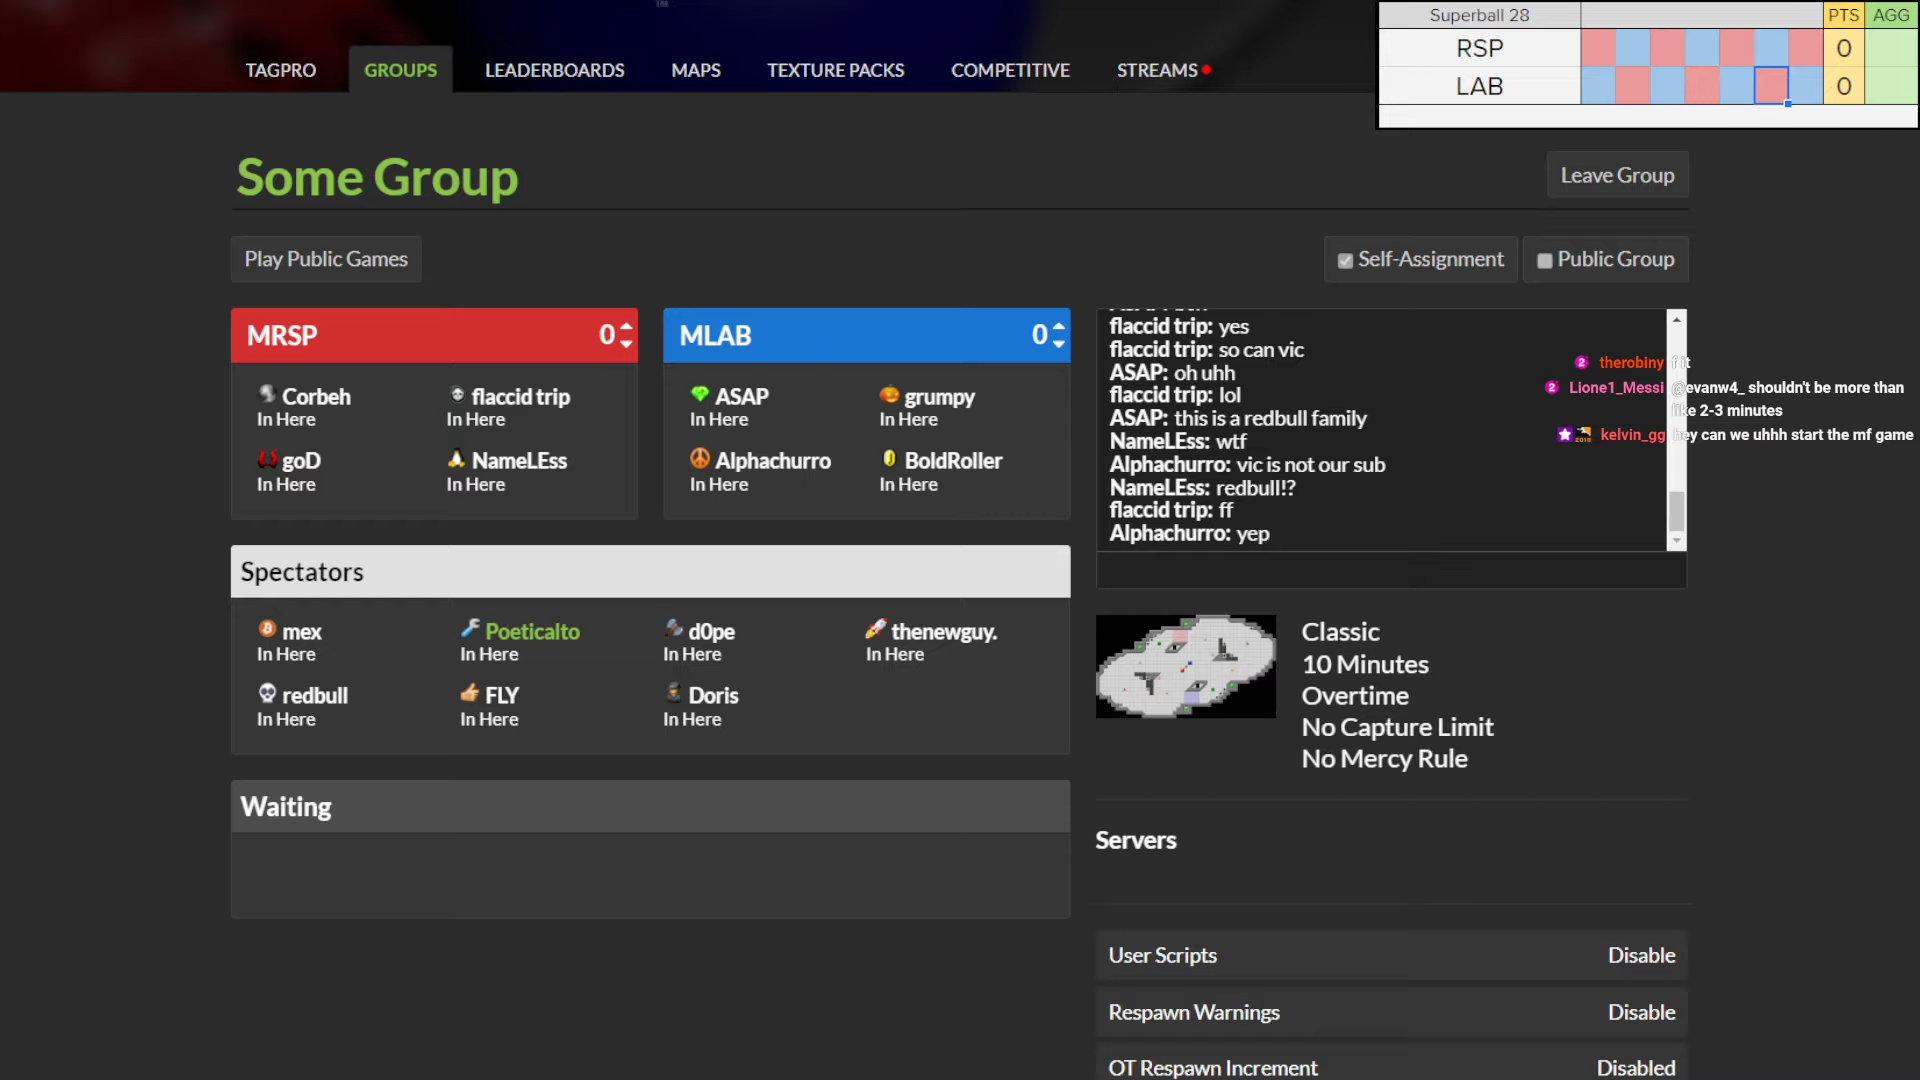 TM
TAGPRO
GROUPS
LEADERBOARDS
MAPS
TEXTURE PACKS
COMPETITIVE
STREAMS
Superball 28
PTS
AGG
RSP
0
LAB
0
Some Group
Leave Group
Play Public Games
Self-Assignment
Public Group
MRSP
0
Corbeh
In Here
flaccid trip
In Here
goD
In Here
NameLEss
In Here
MLAB
0
ASAP
In Here
grumpy
In Here
Alphachurro
In Here
BoldRoller
In Here
flaccid trip: yes
flaccid trip: so can vic
ASAP: oh uhh
flaccid trip: lol
ASAP: this is a redbull family
NameLEss: wtf
Alphachurro: vic is not our sub
NameLEss: redbull!?
flaccid trip: ff
Alphachurro: yep
therobiny f it
Lione1_Messi @evanw4_ shouldn't be more than
like 2-3 minutes
kelvin_gg hey can we uhhh start the mf game
Spectators
mex
In Here
Poeticalto
In Here
d0pe
In Here
thenewguy.
In Here
redbull
In Here
FLY
In Here
Doris
In Here
Waiting
Classic
10 Minutes
Overtime
No Capture Limit
No Mercy Rule
Servers
User Scripts Disable
Respawn Warnings Disable
OT Respawn Increment Disabled